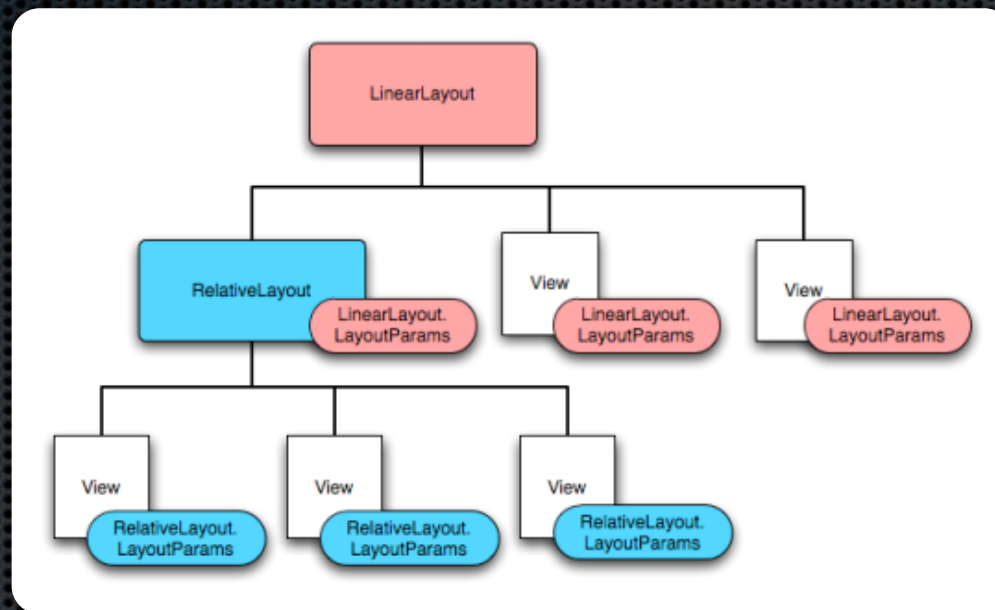 LinearLayout
RelativeLayout
LinearLayout.
LayoutParams
View
LinearLayout.
LayoutParams
View
LinearLayout.
LayoutParams
View
RelativeLayout.
LayoutParams
View
RelativeLayout.
LayoutParams
View
RelativeLayout.
LayoutParams